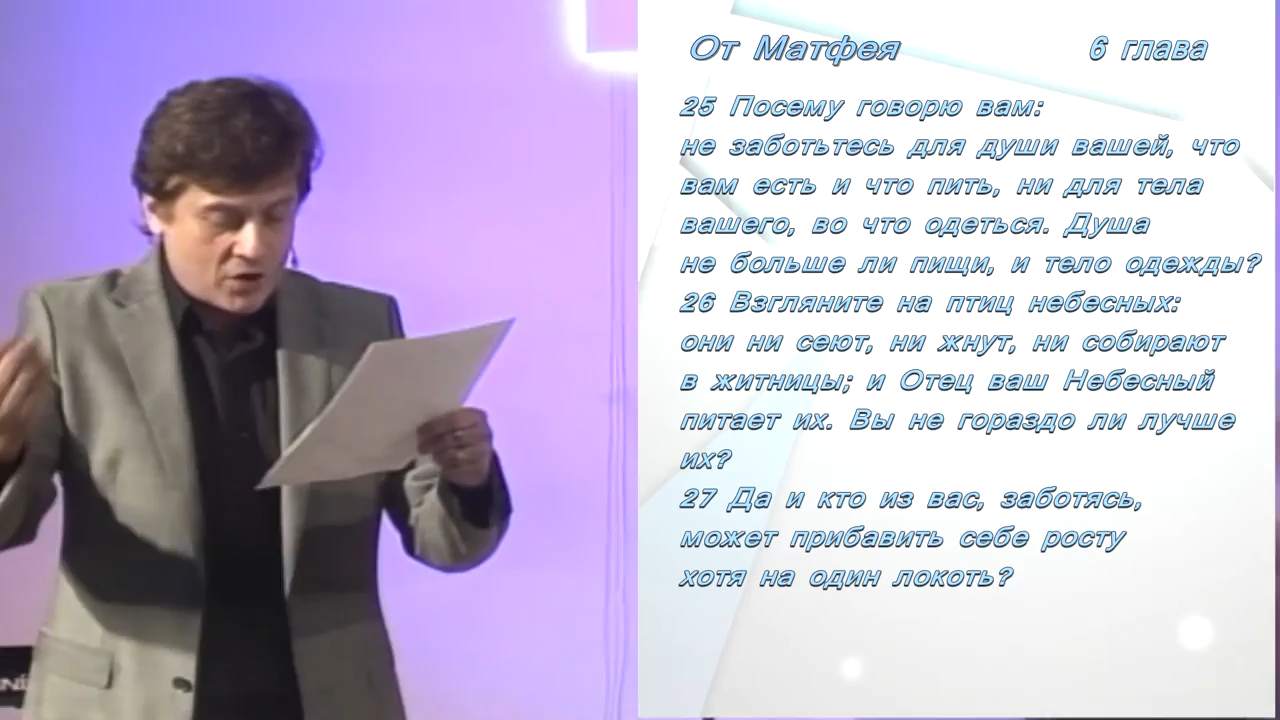 От Матфея 6 глава
25 Посему говорю вам:
не заботьтесь для души вашей, что
вам есть и что пить, ни для тела
вашего, во что одеться. Душа
не больше ли пищи, и тело одежды?
26 Взгляните на птиц небесных:
они ни сеют, ни жнут, ни собирают
в житницы; и Отец ваш Небесный
питает их. Вы не гораздо ли лучше
их?
27 Да и кто из вас, заботясь,
может прибавить себе росту
хотя на один локоть?